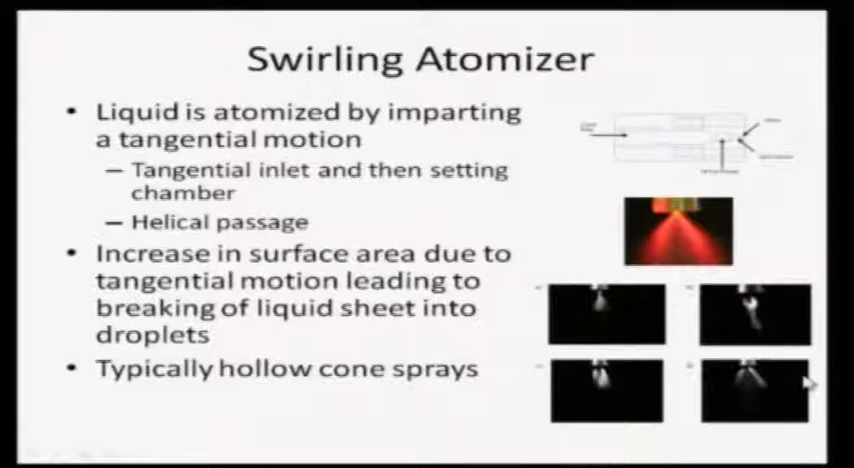 Swirling Atomizer
• Liquid is atomized by imparting
a tangential motion
– Tangential inlet and then setting
chamber
– Helical passage
• Increase in surface area due to
tangential motion leading to
breaking of liquid sheet into
droplets
• Typically hollow cone sprays